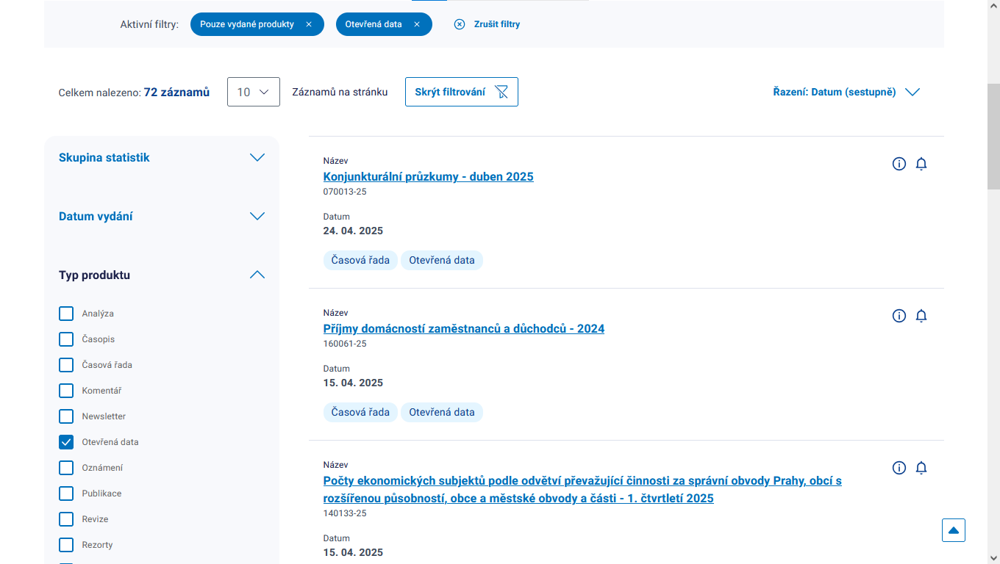 Aktivní filtry: Pouze vydané produkty Otevřená data Zrušit filtry
Celkem nalezeno: 72 záznamů 10 Záznamů na stránku Skrýt filtrování Řazení: Datum (sestupně)
Skupina statistik
Datum vydání
Typ produktu
Analýza
Časopis
Časová řada
Komentář
Newsletter
Otevřená data
Oznámení
Publikace
Revize
Rezorty
Název
Konjunkturální průzkumy - duben 2025
070013-25
Datum
24. 04. 2025
Časová řada Otevřená data
Název
Příjmy domácností zaměstnanců a důchodců - 2024
160061-25
Datum
15. 04. 2025
Časová řada Otevřená data
Název
Počty ekonomických subjektů podle odvětví převažující činnosti za správní obvody Prahy, obcí s
rozšířenou působností, obce a městské obvody a části - 1. čtvrtletí 2025
140133-25
Datum
15. 04. 2025